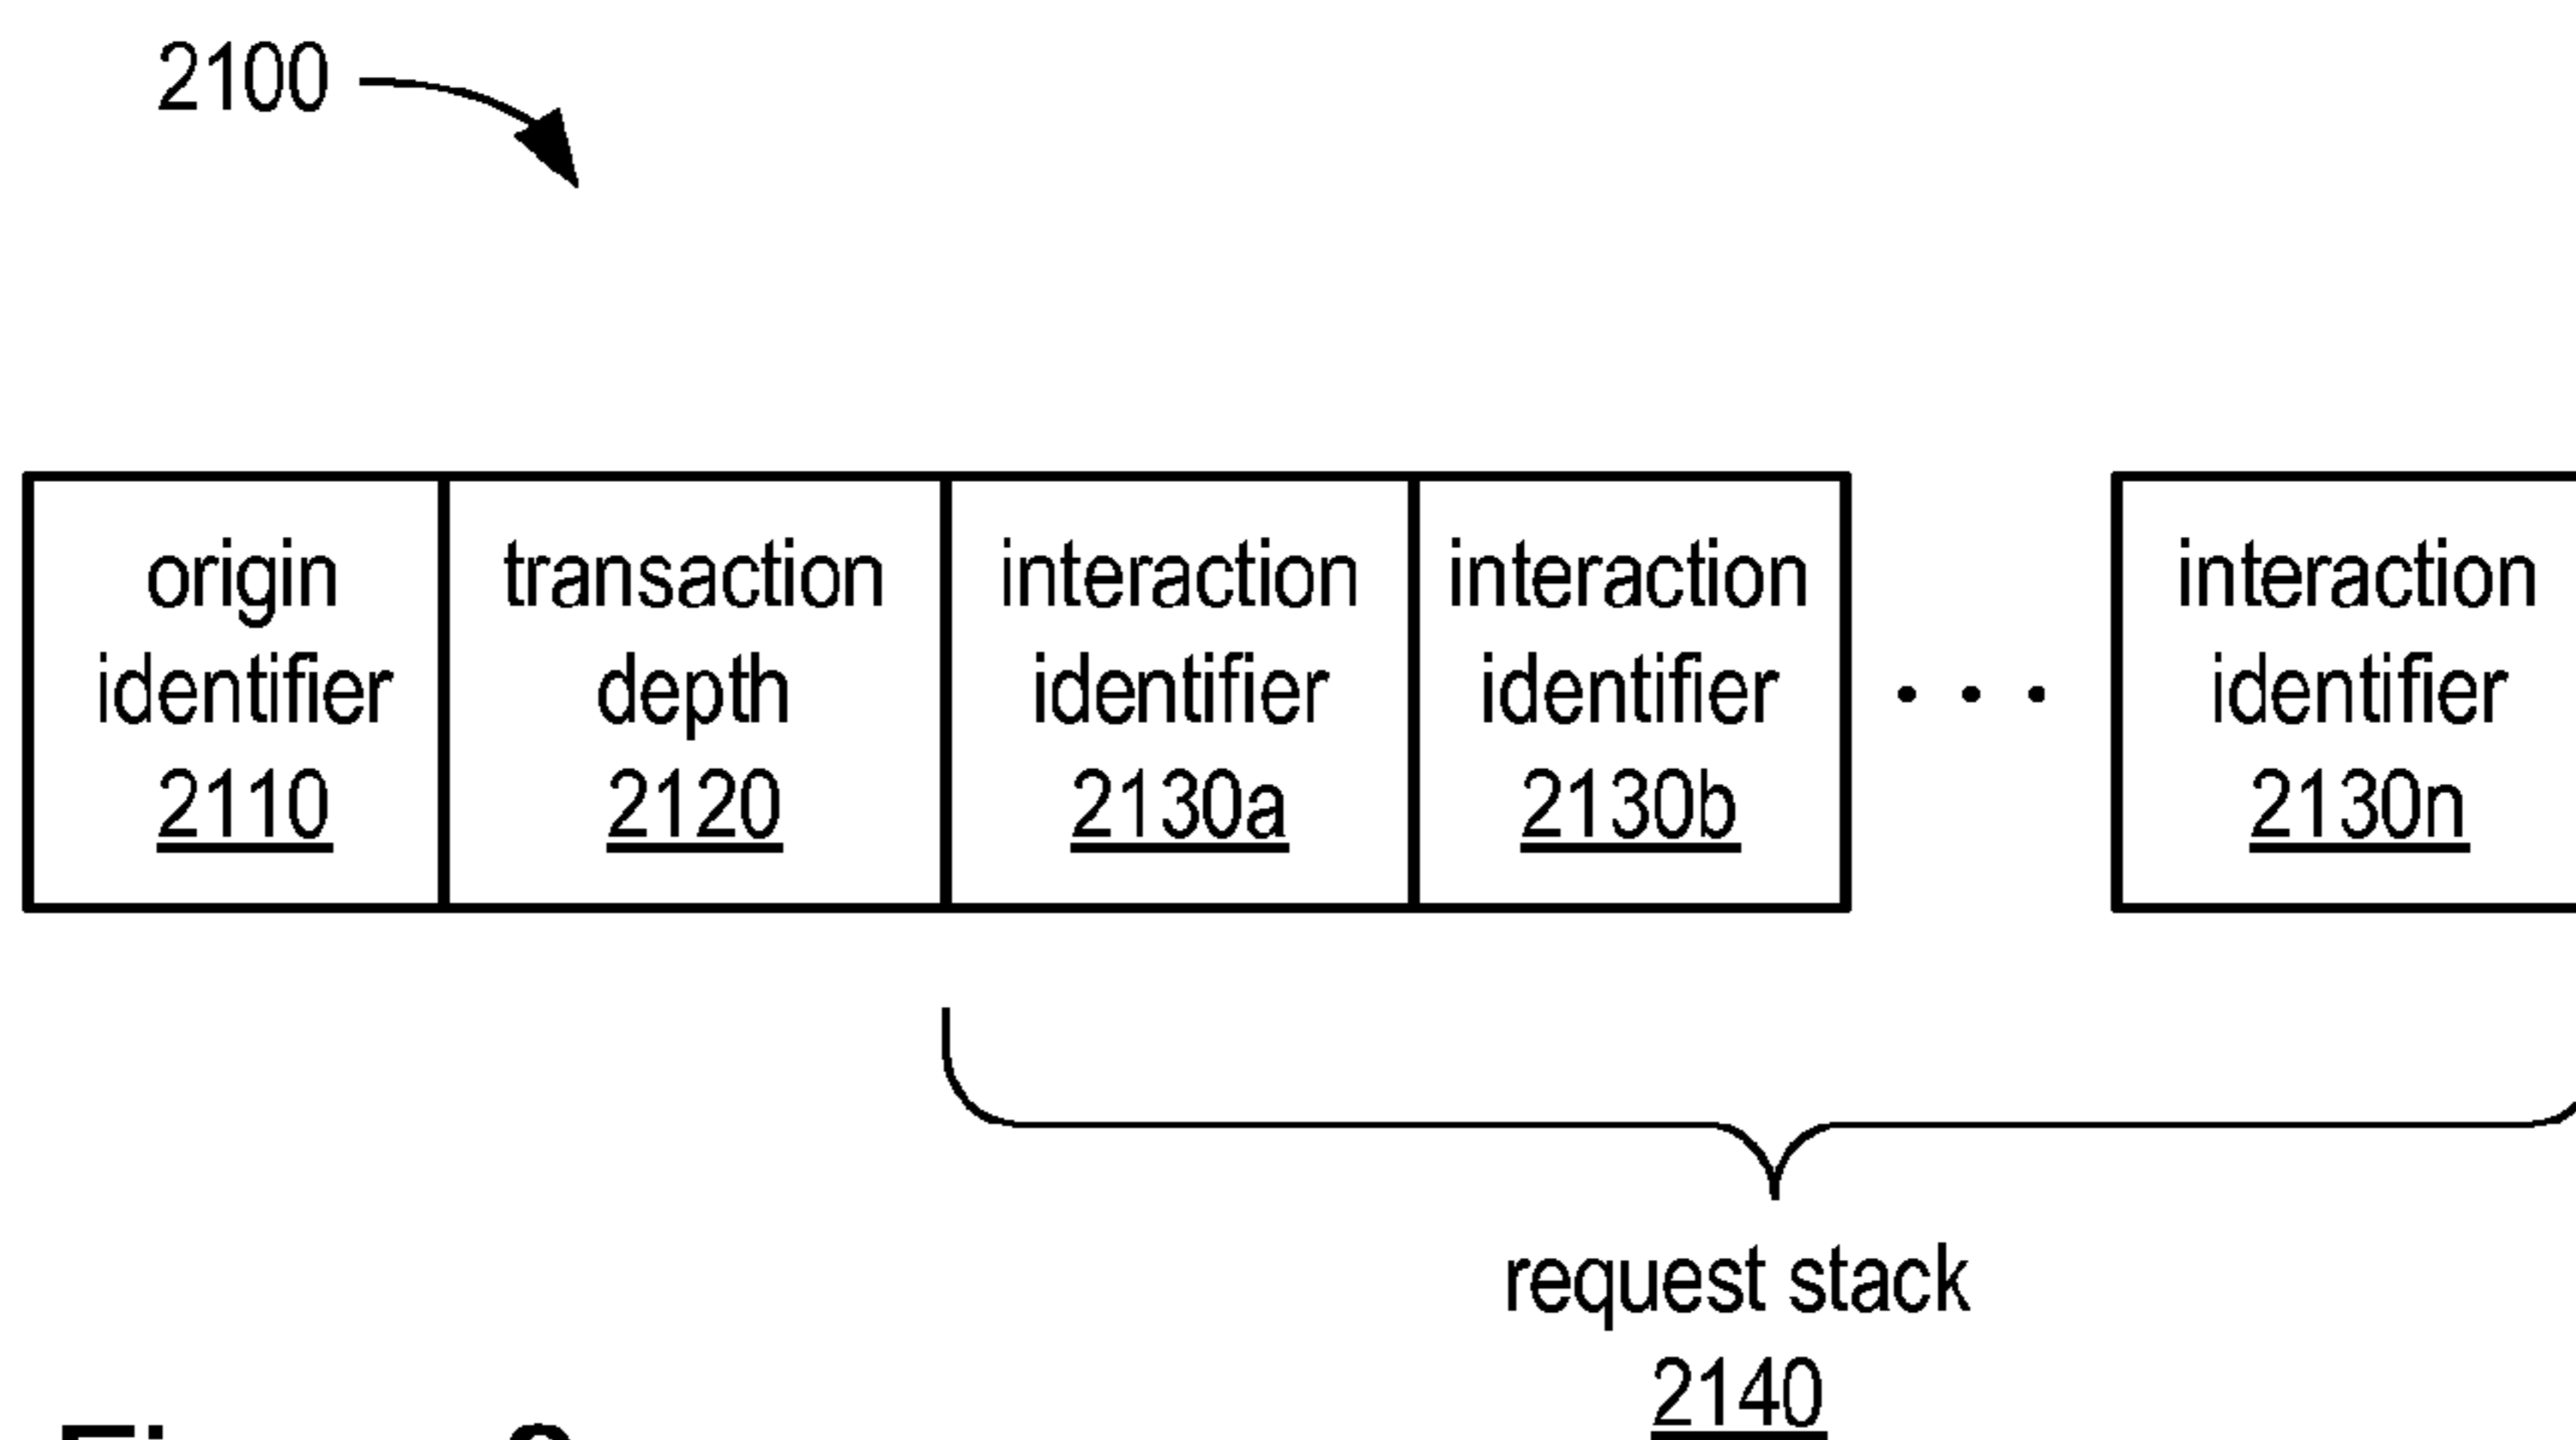 2100
origin
identifier
2110
transaction
depth
2120
interaction
identifier
2130a
interaction
identifier
2130b
. . .
interaction
identifier
2130n
request stack
2140